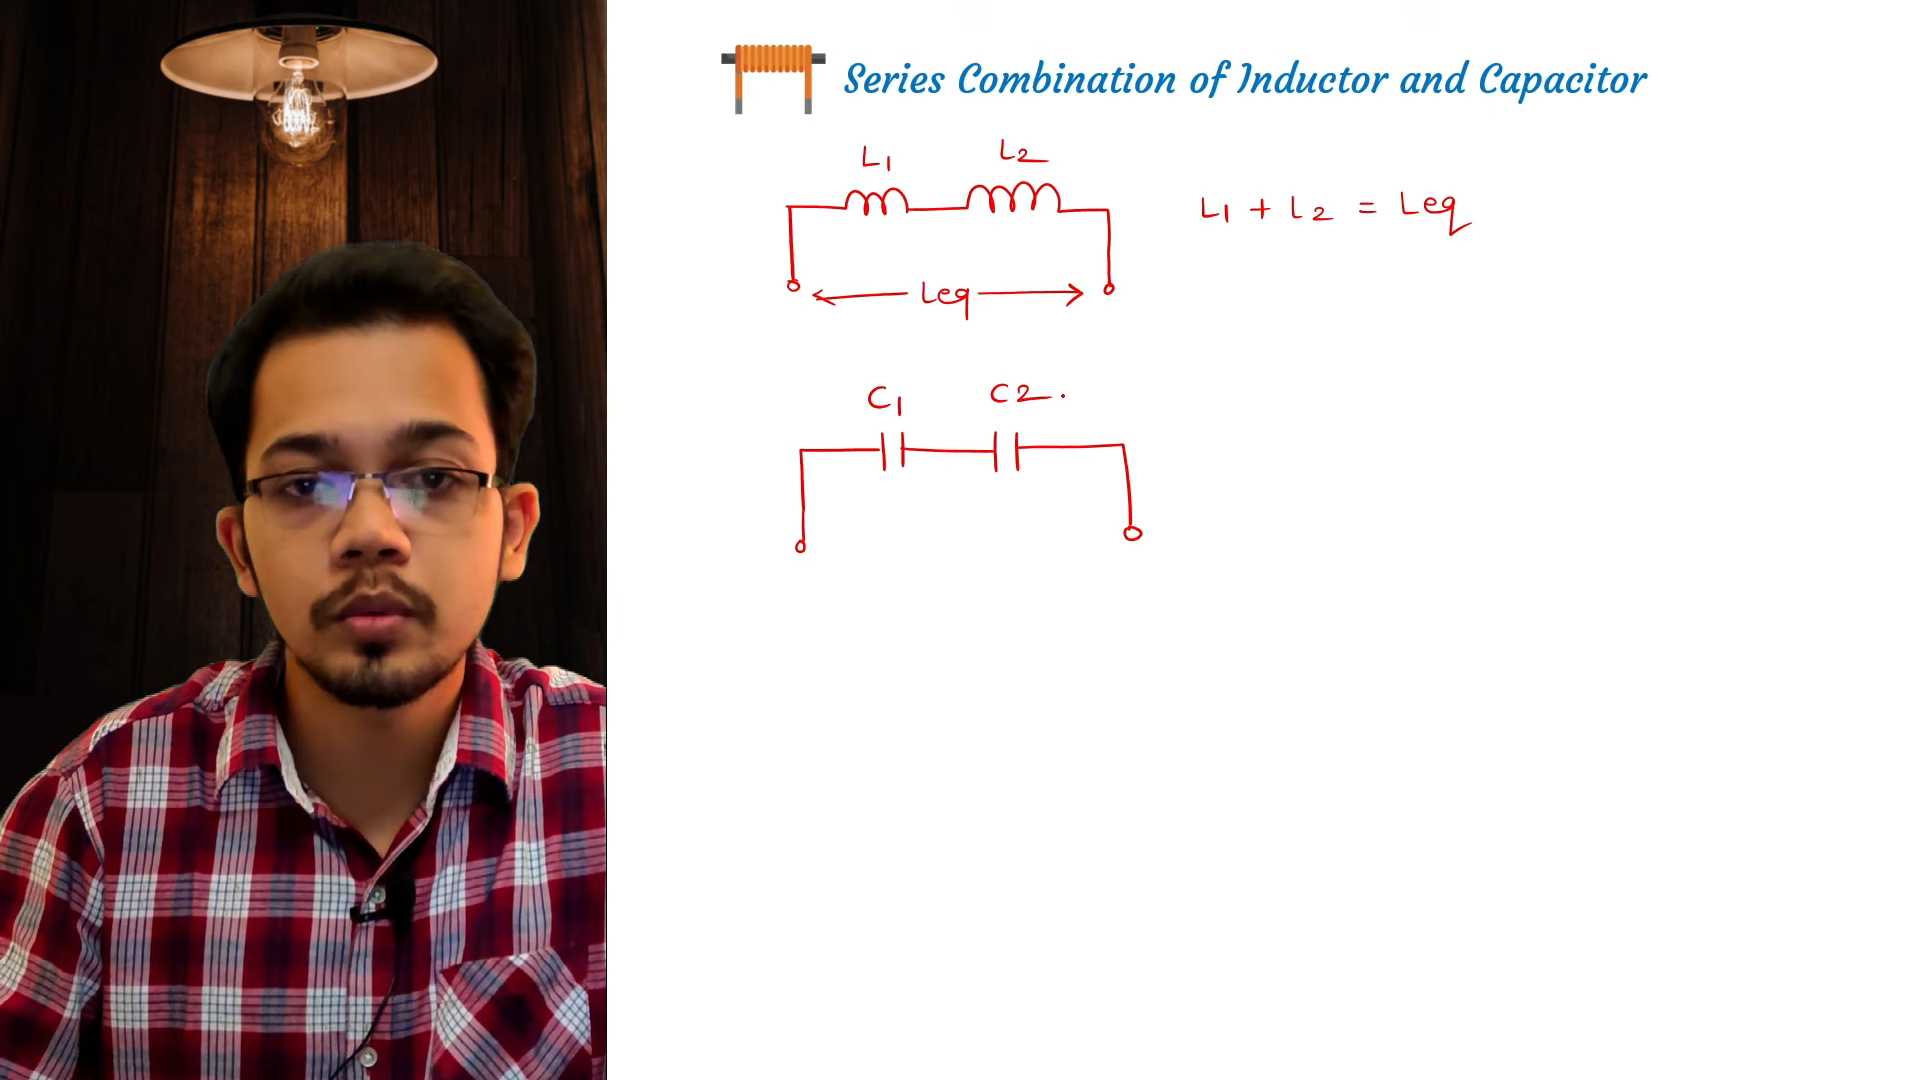 Series Combination of Inductor and Capacitor
L1 L2
L1 + L2 = Leq
Leq
C1 C2.